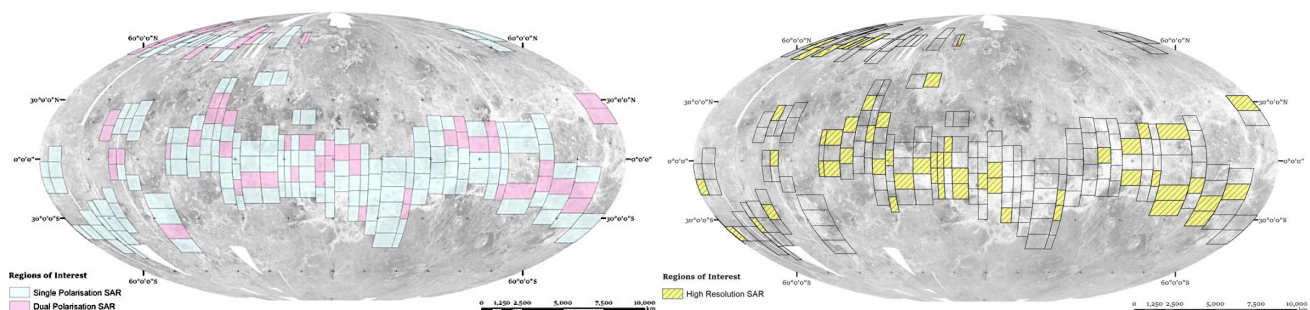 60°0'0"N
60°0'0"N
30°0'0"N
30°0'0"N
0°0'0"
0°0'0"
30°0'0"S
30°0'0"S
60°0'0"S
60°0'0"S
Regions of Interest
Single Polarisation SAR
Dual Polarisation SAR
0 1,250 2,500 5,000 7,500 10,000
km
60°0'0"N
60°0'0"N
30°0'0"N
30°0'0"N
0°0'0"
0°0'0"
30°0'0"S
30°0'0"S
60°0'0"S
60°0'0"S
Regions of Interest
High Resolution SAR
0 1,250 2,500 5,000 7,500 10,000
km